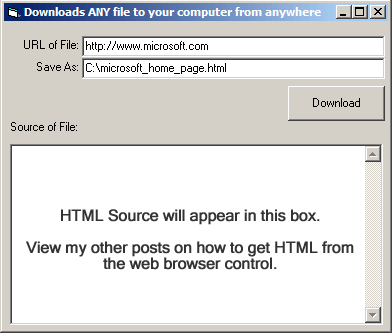 Downloads ANY file to your computer from anywhere
URL of File: http://www.microsoft.com
Save As: C:\microsoft_home_page.html
Download
Source of File:
HTML Source will appear in this box.
View my other posts on how to get HTML from
the web browser control.